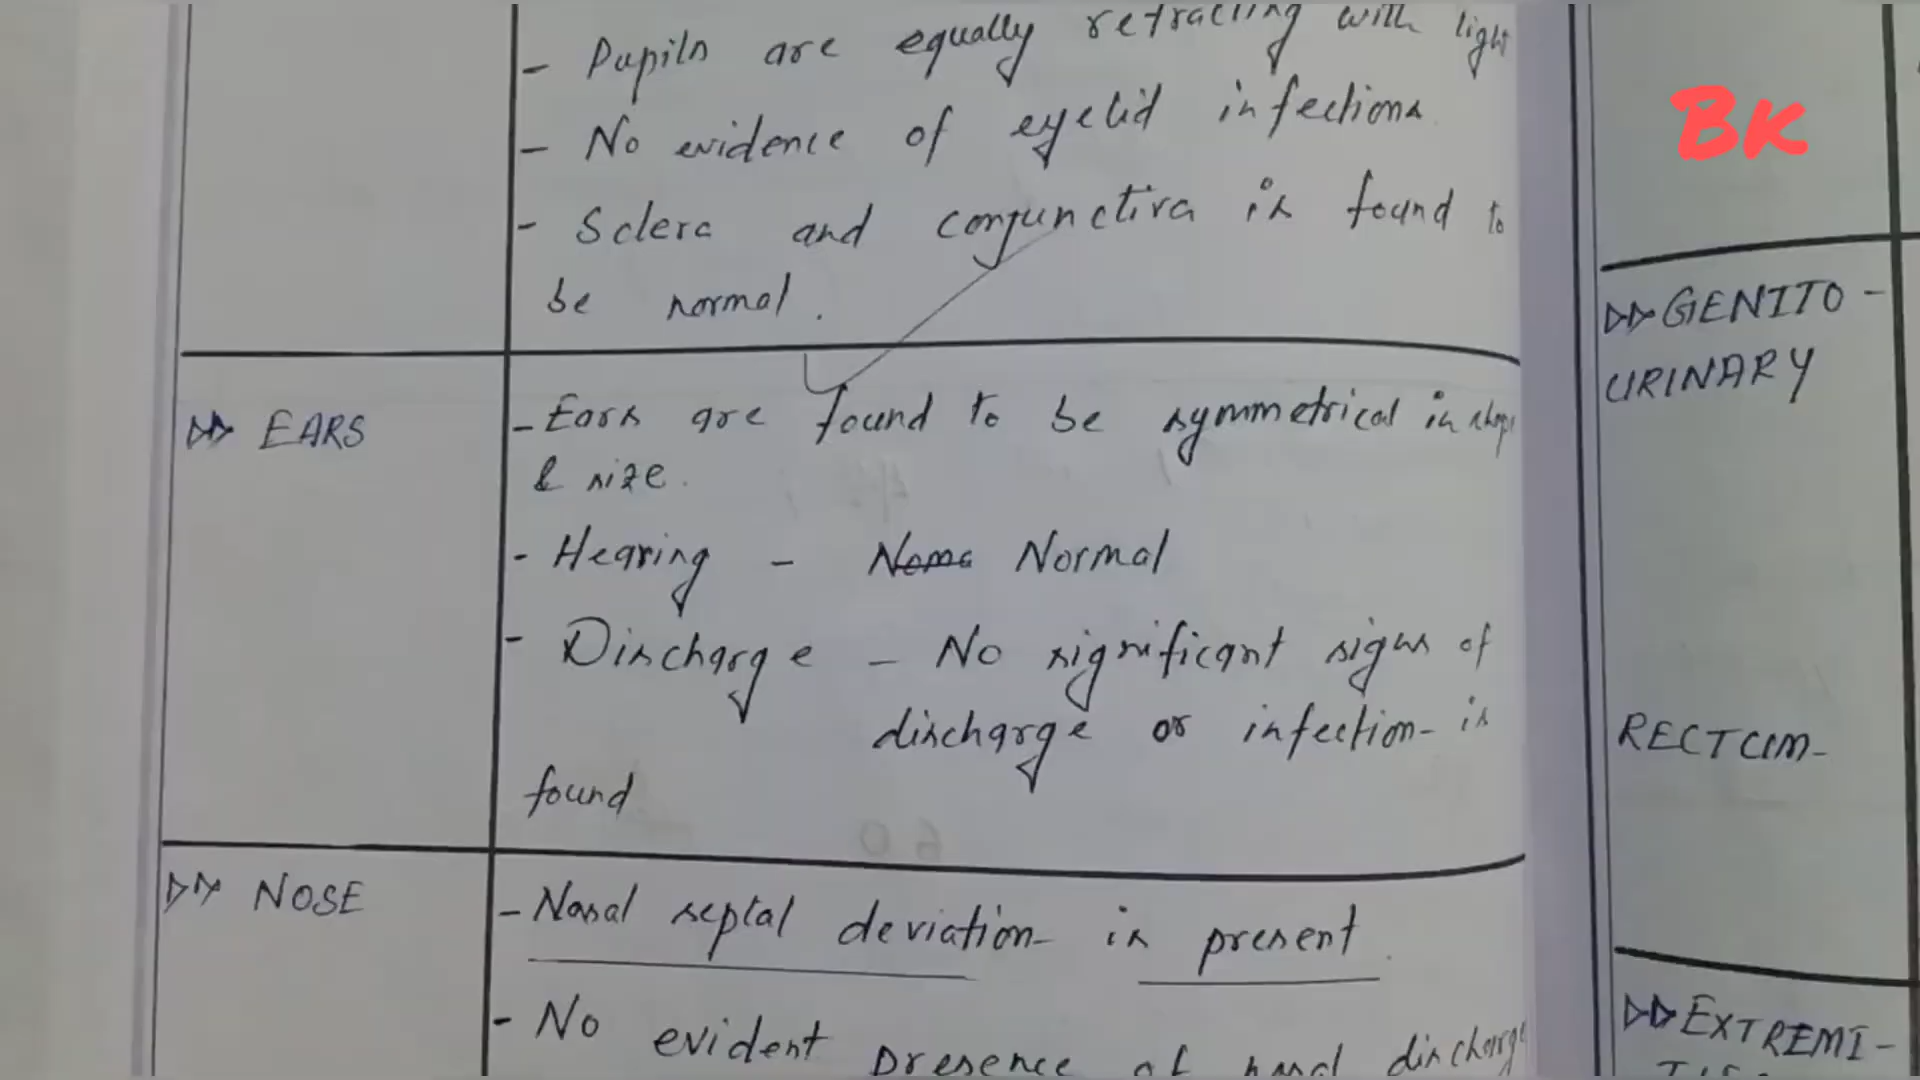 - Pupils are equally retracting with light
- No evidence of eyelid infections
- Sclera and conjunctiva is found to
be normal.
EARS
- Ears are found to be symmetrical in shape
& size.
- Hearing - Norma Normal
- Discharge - No significant signs of
discharge or infection- is
found
NOSE
- Nasal septal deviation- is present.
- No evident presence of nasal discharge
BK
GENITO-
URINARY
RECTUM-
EXTREMI-